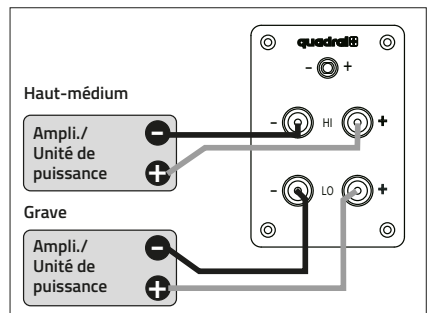 quadral
- +
Haut-médium
Ampli./
Unité de
puissance
-
+
- HI +
Grave
Ampli./
Unité de
puissance
-
+
- LO +